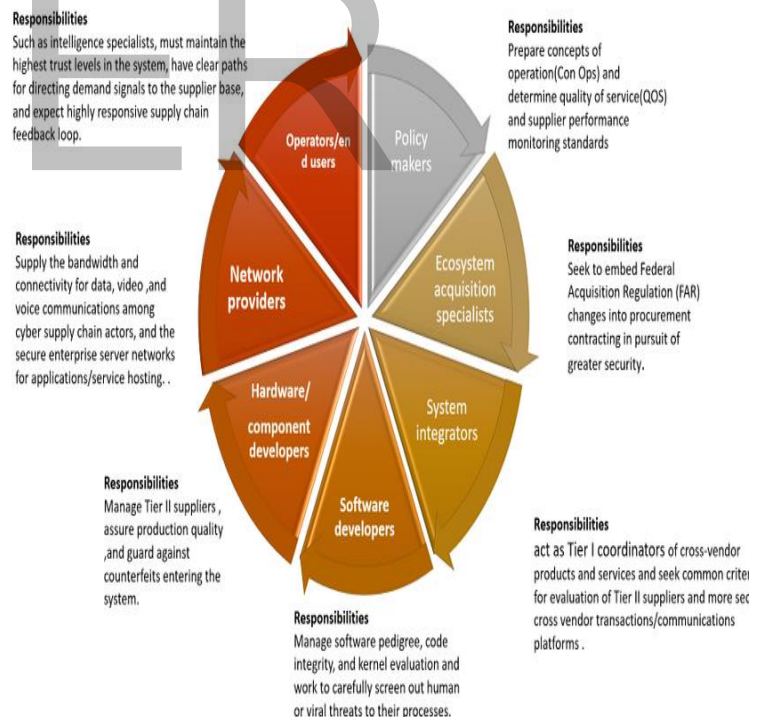 Responsibilities
Such as intelligence specialists, must maintain the
highest trust levels in the system, have clear paths
for directing demand signals to the supplier base,
and expect highly responsive supply chain
feedback loop.
Responsibilities
Prepare concepts of
operation(Con Ops) and
determine quality of service(QOS)
and supplier performance
monitoring standards
Operators/en
d users
Policy
makers
Responsibilities
Supply the bandwidth and
connectivity for data, video ,and
voice communications among
cyber supply chain actors, and the
secure enterprise server networks
for applications/service hosting. .
Network
providers
Ecosystem
acquisition
specialists
Responsibilities
Seek to embed Federal
Acquisition Regulation (FAR)
changes into procurement
contracting in pursuit of
greater security.
Hardware/
component
developers
System
integrators
Software
developers
Responsibilities
Manage Tier II suppliers ,
assure production quality
,and guard against
counterfeits entering the
system.
Responsibilities
act as Tier I coordinators of cross-vendor
products and services and seek common
for evaluation of Tier II suppliers and more
cross vendor transactions/communications
platforms .
Responsibilities
Manage software pedigree, code
integrity, and kernel evaluation and
work to carefully screen out human
or viral threats to their processes.
ER